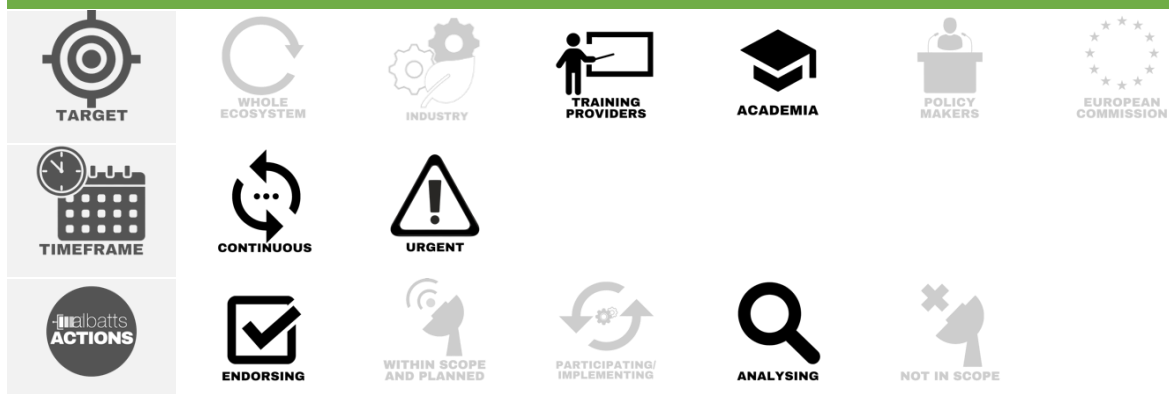 TARGET
WHOLE
ECOSYSTEM
INDUSTRY
TRAINING
PROVIDERS
ACADEMIA
POLICY
MAKERS
EUROPEAN
COMMISSION
TIMEFRAME
CONTINUOUS
URGENT
albatts
ACTIONS
ENDORSING
WITHIN SCOPE
AND PLANNED
PARTICIPATING/
IMPLEMENTING
ANALYSING
NOT IN SCOPE